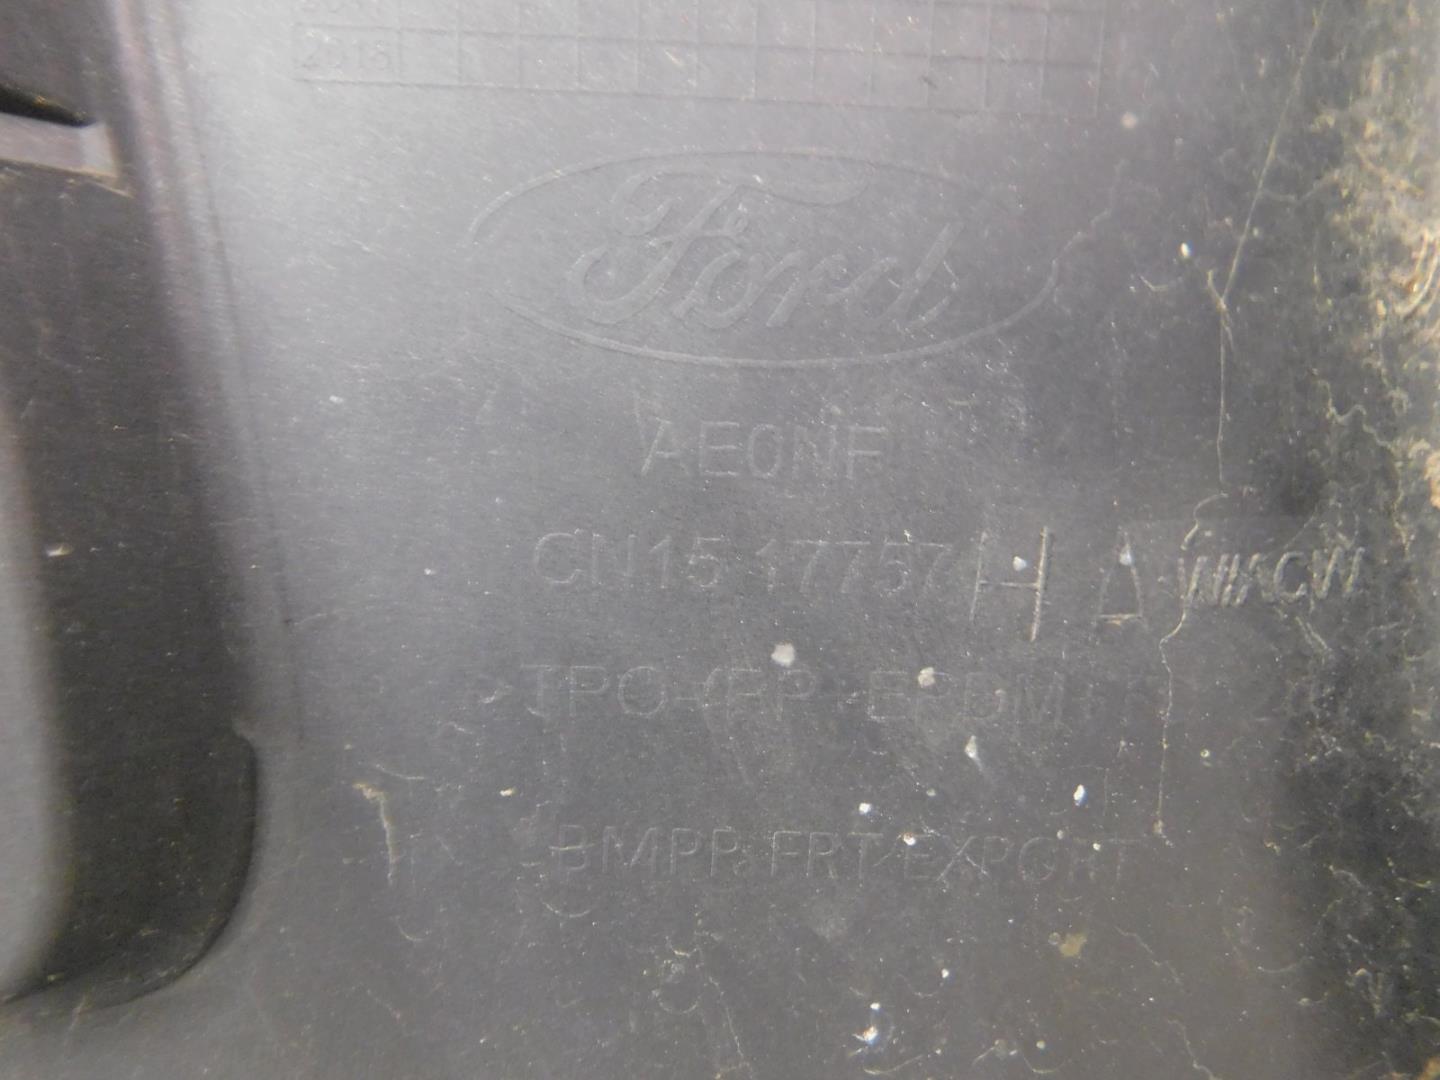 2018
Ford
AE0NF
CN15 17757 H A
>TPO-(PP+EPDM)
BMPR FRT EXPORT